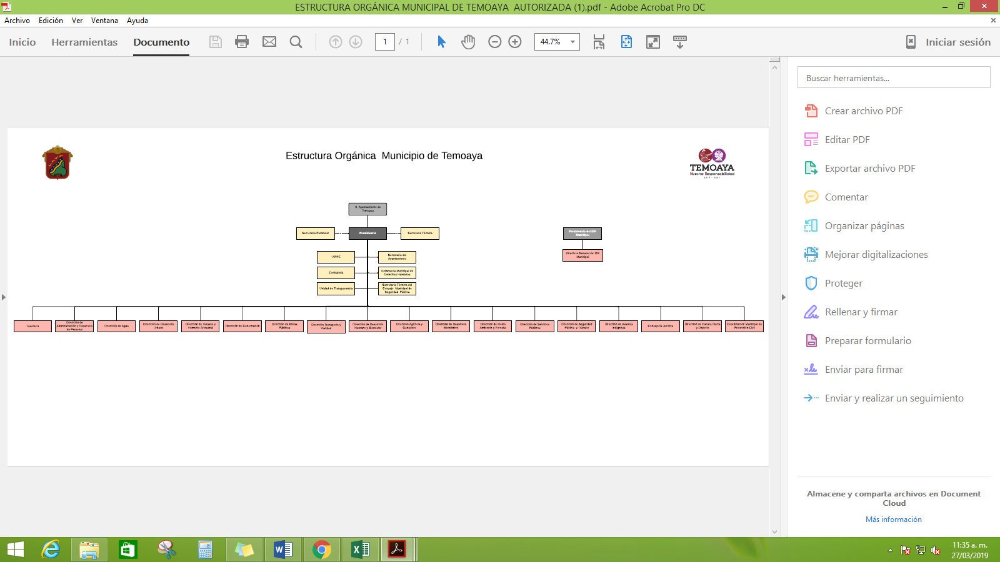 ESTRUCTURA ORGÁNICA MUNICIPAL DE TEMOAYA  AUTORIZADA (1).pdf - Adobe Acrobat Pro DC
Archivo Edición Ver Ventana Ayuda
Inicio Herramientas Documento 1 / 1 44.7% Iniciar sesión
Buscar herramientas...
Crear archivo PDF
Editar PDF
Exportar archivo PDF
Comentar
Organizar páginas
Mejorar digitalizaciones
Proteger
Rellenar y firmar
Preparar formulario
Enviar para firmar
Enviar y realizar un seguimiento
Almacene y comparta archivos en Document
Cloud
Más información
Estructura Orgánica  Municipio de Temoaya
TEMOAYA
Nuestra Responsabilidad
2019 - 2021
H. Ayuntamiento de
Temoaya
Secretaría Particular
Presidencia
Secretaría Técnica
Presidencia del DIF
Municipal
Directora General del DIF
Municipal
UIPPE
Secretaría del
Ayuntamiento
Contraloría
Defensoría Municipal de
Derechos Humanos
Unidad de Transparencia
Secretaría Técnica del
Consejo Municipal de
Seguridad Pública
Tesorería
Dirección de
Administración y Desarrollo
de Personal
Dirección de Agua
Dirección de Desarrollo
Urbano
Dirección de Turismo y
Fomento Artesanal
Dirección de Gobernación
Dirección de Obras
Públicas
Dirección Transporte y
Vialidad
Dirección de Desarrollo
Humano y Bienestar
Dirección Agrícola y
Ganadero
Dirección de Desarrollo
Económico
Dirección de Medio
Ambiente y Forestal
Dirección de Servicios
Públicos
Dirección de Seguridad
Pública y Tránsito
Dirección de Asuntos
Indígenas
Consejería Jurídica
Dirección de Cultura Física
y Deporte
Coordinación Municipal de
Protección Civil
11:35 a. m.
27/03/2019